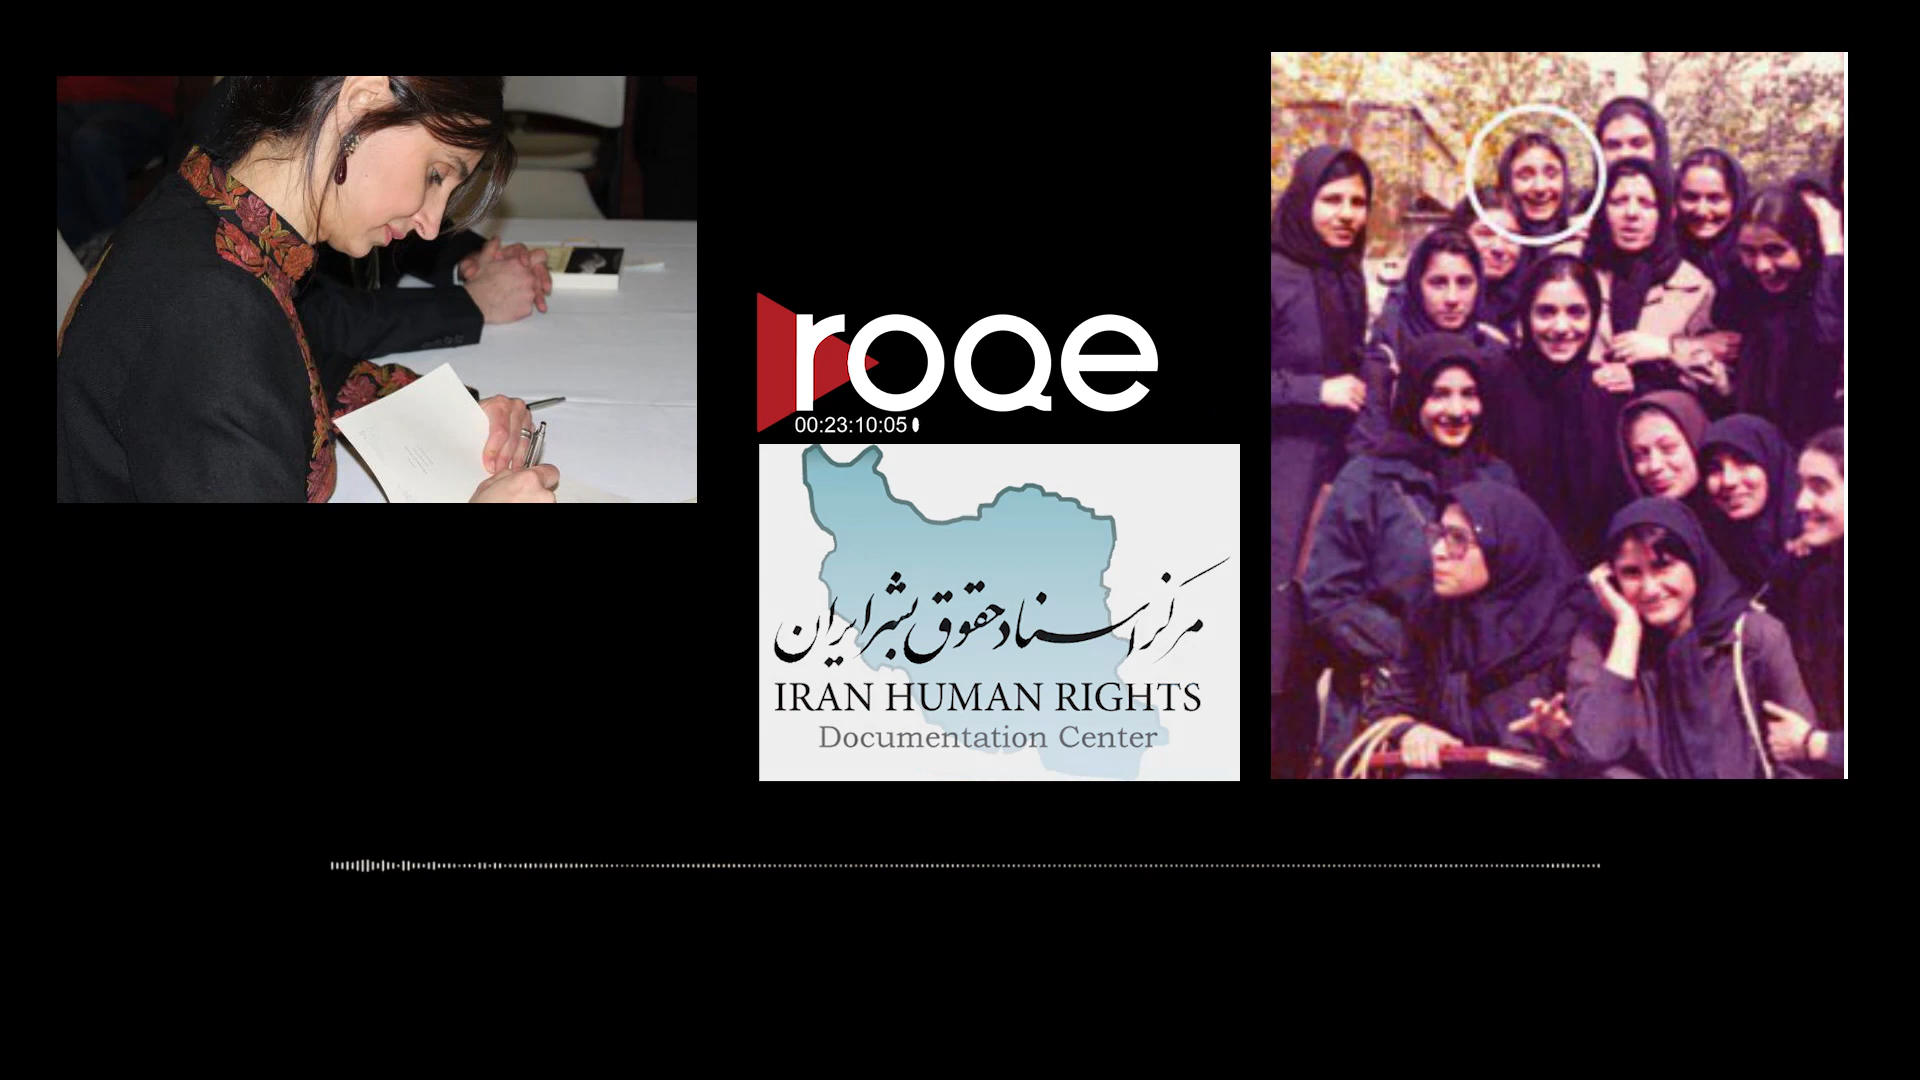 roqe
00:23:10:05
مرکز اسناد حقوق بشر ایران
IRAN HUMAN RIGHTS
Documentation Center